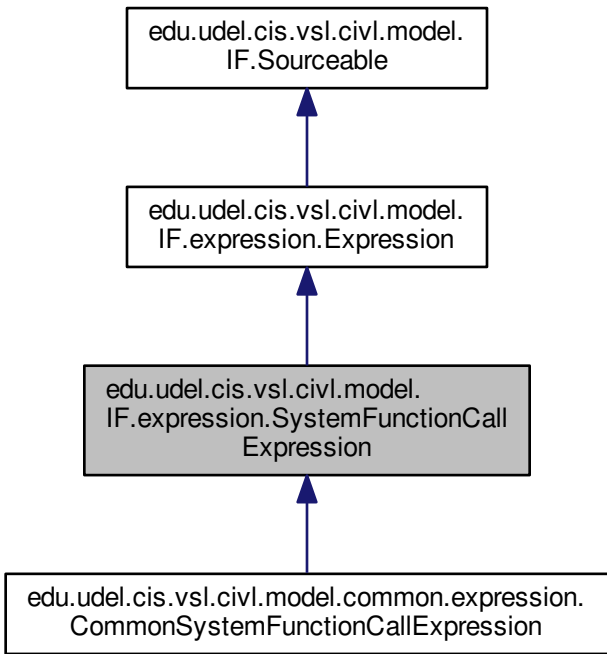 edu.udel.cis.vsl.civl.model.
IF.Sourceable
edu.udel.cis.vsl.civl.model.
IF.expression.Expression
edu.udel.cis.vsl.civl.model.
IF.expression.SystemFunctionCall
Expression
edu.udel.cis.vsl.civl.model.common.expression.
CommonSystemFunctionCallExpression